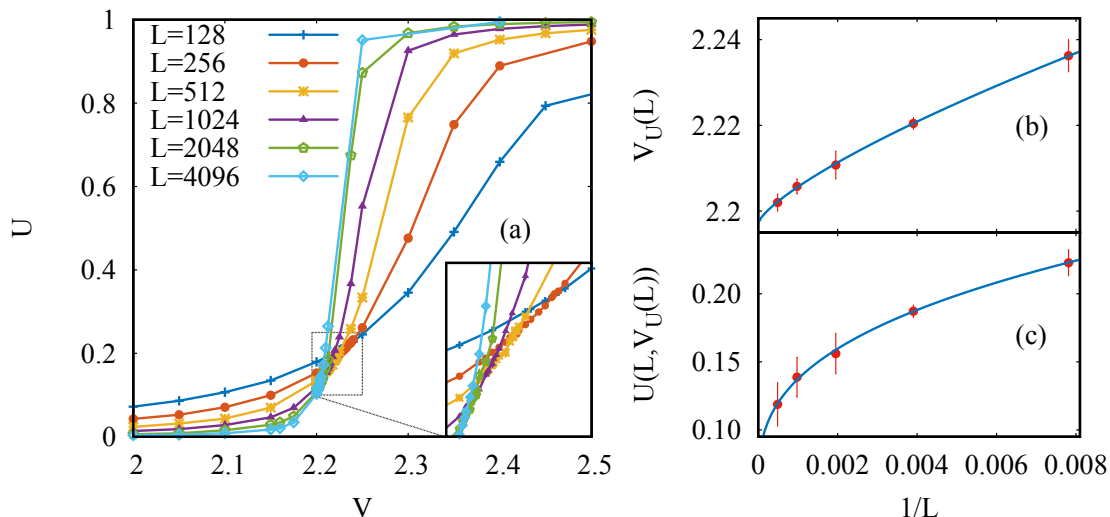 U
1
0.8
0.6
0.4
0.2
0
L=128
L=256
L=512
L=1024
L=2048
L=4096
(a)
2 2.1 2.2 2.3 2.4 2.5
V
V_U(L)
2.24
2.22
2.2
(b)
U(L,V_U(L))
0.20
0.15
0.10
(c)
0 0.002 0.004 0.006 0.008
1/L